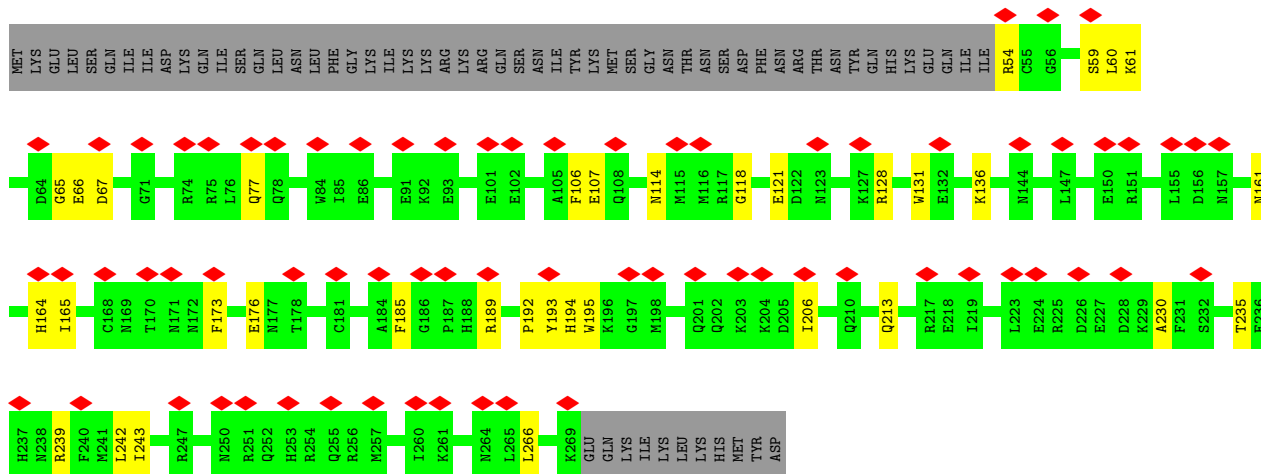 MET LYS GLU LEU SER GLN ILE ILE ASP LYS GLN ILE SER GLN LEU ASN LEU PHE GLY LYS ILE LYS LYS ARG LYS ARG GLN SER ASN ILE TYR LYS MET SER GLY ASN THR ASN SER ASP PHE ASN ARG THR ASN TYR GLN HIS LYS GLU GLN ILE ILE R54 C55 G56 S59 L60 K61
D64 G65 E66 D67 G71 R74 R75 L76 Q77 Q78 W84 I85 E86 E91 K92 E93 E101 E102 A105 F106 E107 Q108 N114 M115 M116 R117 G118 E121 D122 N123 K127 R128 W131 E132 K136 N144 L147 E150 R151 L155 D156 N157 N161
H164 I165 C168 N169 T170 N171 N172 F173 E176 N177 T178 C181 A184 F185 G186 P187 H188 R189 P192 Y193 H194 W195 K196 G197 M198 Q201 Q202 K203 K204 D205 I206 Q210 Q213 R217 E218 I219 L223 E224 R225 D226 E227 D228 K229 A230 F231 S232 T235
H237 N238 R239 F240 M241 L242 I243 R247 N250 R251 Q252 H253 R254 Q255 R256 M257 I260 K261 N264 L265 L266 K269 GLU GLN LYS ILE LYS LEU LYS HIS MET TYR ASP